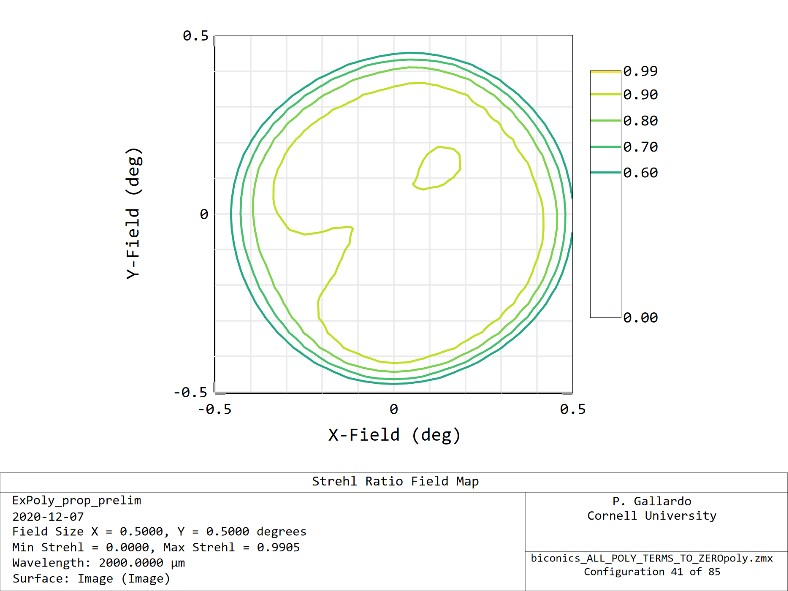 0.5
0
-0.5
-0.5
0
0.5
Y-Field (deg)
X-Field (deg)
0.99
0.90
0.80
0.70
0.60
0.00
Strehl Ratio Field Map
ExPoly_prop_prelim
2020-12-07
Field Size X = 0.5000, Y = 0.5000 degrees
Min Strehl = 0.0000, Max Strehl = 0.9905
Wavelength: 2000.0000 µm
Surface: Image (Image)
P. Gallardo
Cornell University
biconics_ALL_POLY_TERMS_TO_ZEROpoly.zmx
Configuration 41 of 85